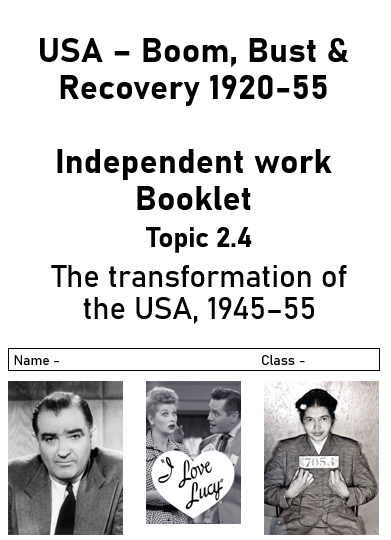 USA – Boom, Bust &
Recovery 1920-55
Independent work
Booklet
Topic 2.4
The transformation of
the USA, 1945–55
Name -
Class -
"I Love
Lucy"
7053